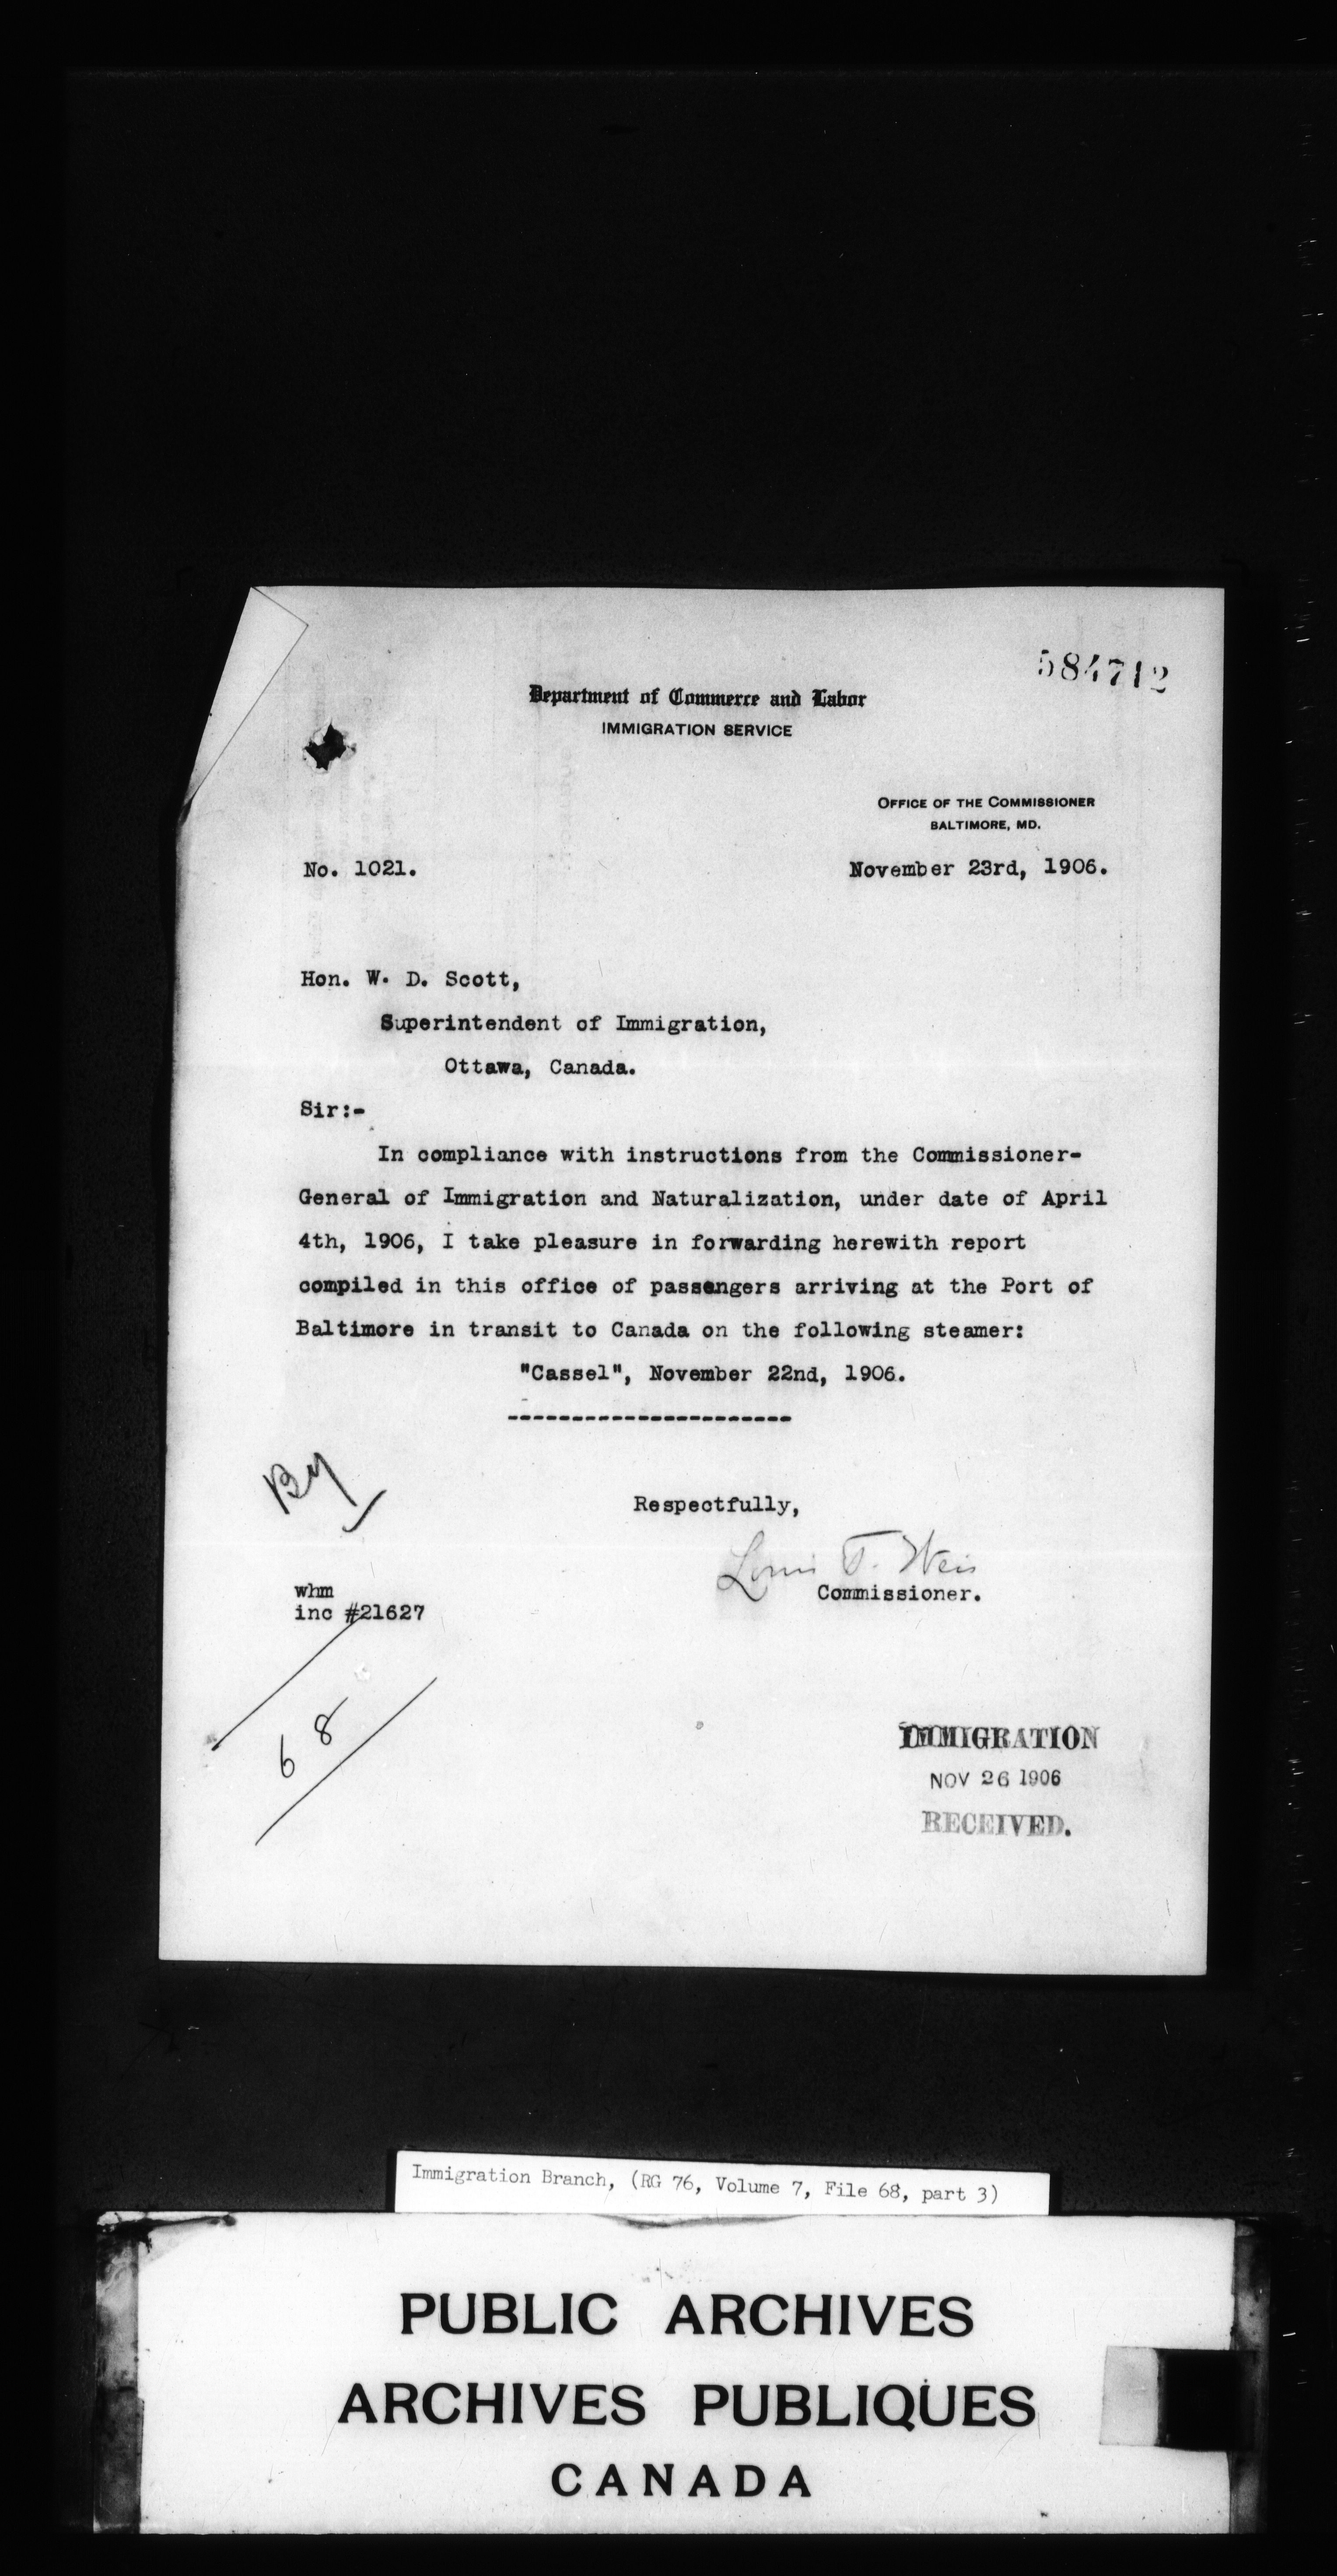 584712
Department of Commerce and Labor
IMMIGRATION SERVICE
OFFICE OF THE COMMISSIONER
BALTIMORE, MD.
No. 1021.
November 23rd, 1906.
Hon. W. D. Scott,
Superintendent of Immigration,
Ottawa, Canada.
Sir:-
In compliance with instructions from the Commissioner-
General of Immigration and Naturalization, under date of April
4th, 1906, I take pleasure in forwarding herewith report
compiled in this office of passengers arriving at the Port of
Baltimore in transit to Canada on the following steamer:
"Cassel", November 22nd, 1906.
----------------------
By
Respectfully,
Louis T. Weis
Commissioner.
whm
inc #21627
68
IMMIGRATION
NOV 26 1906
RECEIVED.
Immigration Branch, (RG 76, Volume 7, File 68, part 3)
PUBLIC ARCHIVES
ARCHIVES PUBLIQUES
CANADA